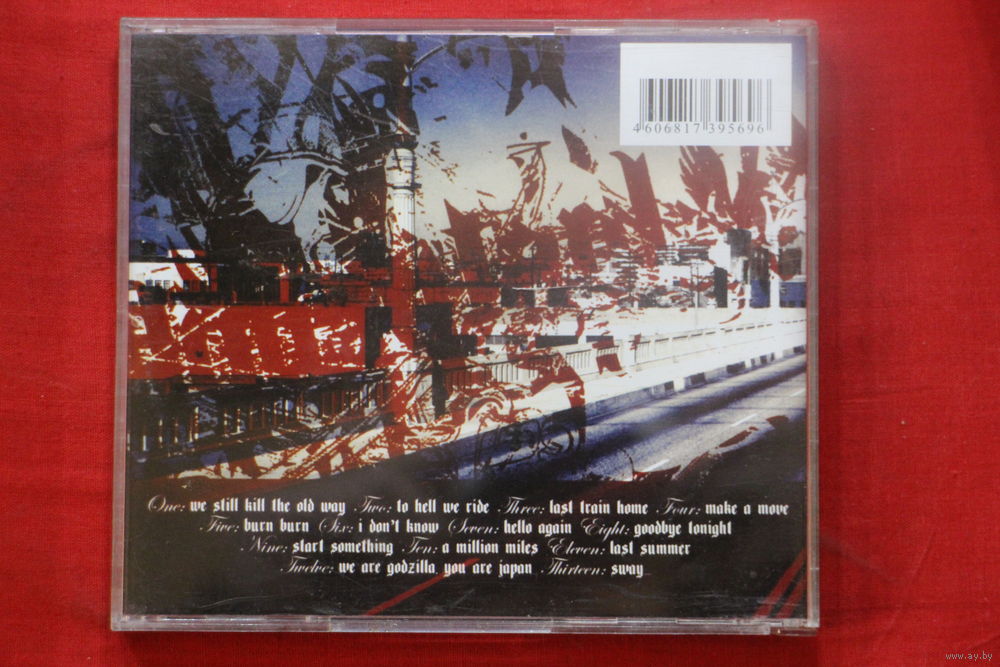 4606817 395696
One: we still kill the old way Two: to hell we ride Three: last train home Four: make a move
Five: burn burn Six: i don't know Seven: hello again Eight: goodbye tonight
Nine: start something Ten: a million miles Eleven: last summer
Twelve: we are godzilla, you are japan Thirteen: sway
www.ay.by